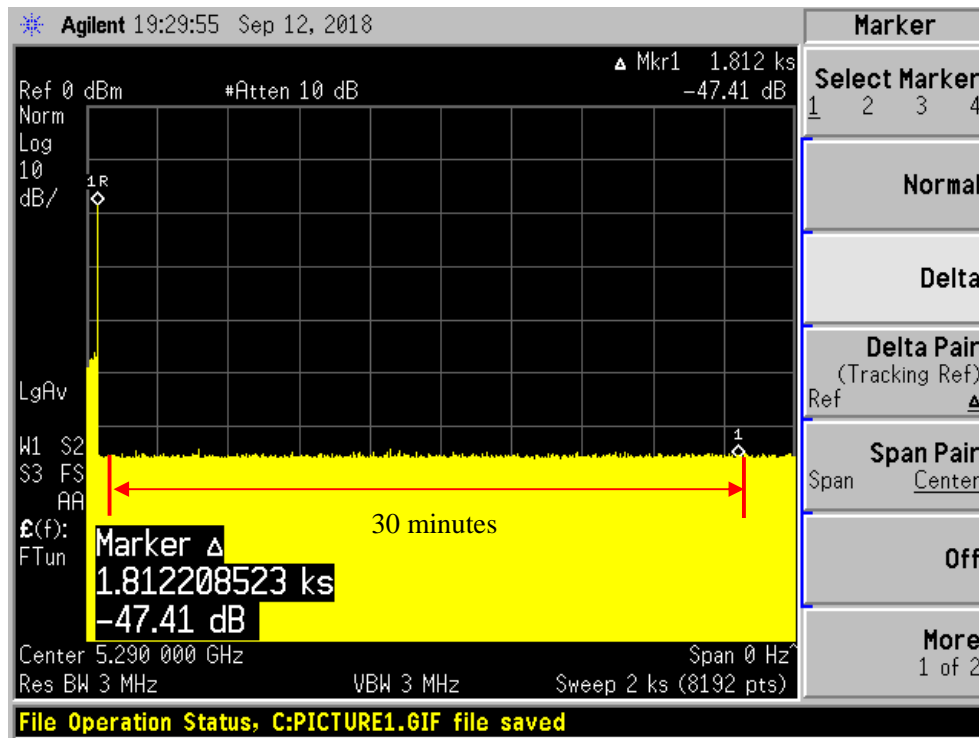 Agilent 19:29:55 Sep 12, 2018
Marker
Δ Mkr1 1.812 ks
Ref 0 dBm #Atten 10 dB -47.41 dB
Norm
Log
10
dB/
1R
LgAv
1
W1 S2
S3 FS
AA
£(f):
FTun
30 minutes
Marker Δ
1.812208523 ks
-47.41 dB
Center 5.290 000 GHz Span 0 Hz^
Res BW 3 MHz VBW 3 MHz Sweep 2 ks (8192 pts)
File Operation Status, C:PICTURE1.GIF file saved
Select Marker
1 2 3 4
Normal
Delta
Delta Pair
(Tracking Ref)
Ref Δ
Span Pair
Span Center
Off
More
1 of 2